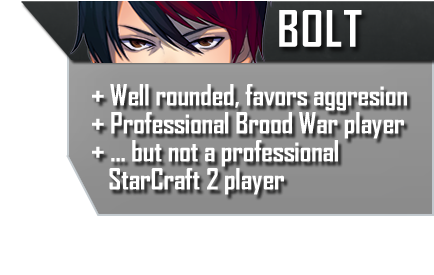 BOLT
+ Well rounded, favors aggresion
+ Professional Brood War player
+ ... but not a professional
StarCraft 2 player